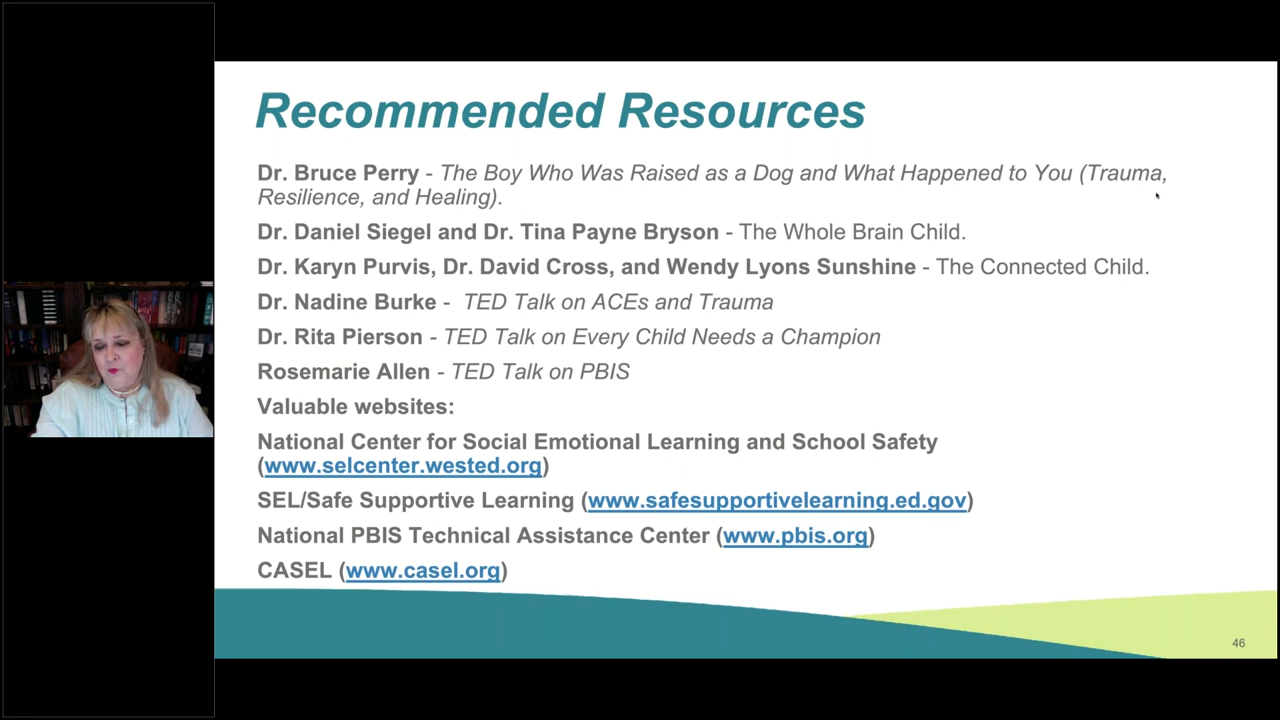 Recommended Resources
Dr. Bruce Perry - The Boy Who Was Raised as a Dog and What Happened to You (Trauma,
Resilience, and Healing).
Dr. Daniel Siegel and Dr. Tina Payne Bryson - The Whole Brain Child.
Dr. Karyn Purvis, Dr. David Cross, and Wendy Lyons Sunshine - The Connected Child.
Dr. Nadine Burke - TED Talk on ACEs and Trauma
Dr. Rita Pierson - TED Talk on Every Child Needs a Champion
Rosemarie Allen - TED Talk on PBIS
Valuable websites:
National Center for Social Emotional Learning and School Safety
(www.selcenter.wested.org)
SEL/Safe Supportive Learning (www.safesupportivelearning.ed.gov)
National PBIS Technical Assistance Center (www.pbis.org)
CASEL (www.casel.org)
46